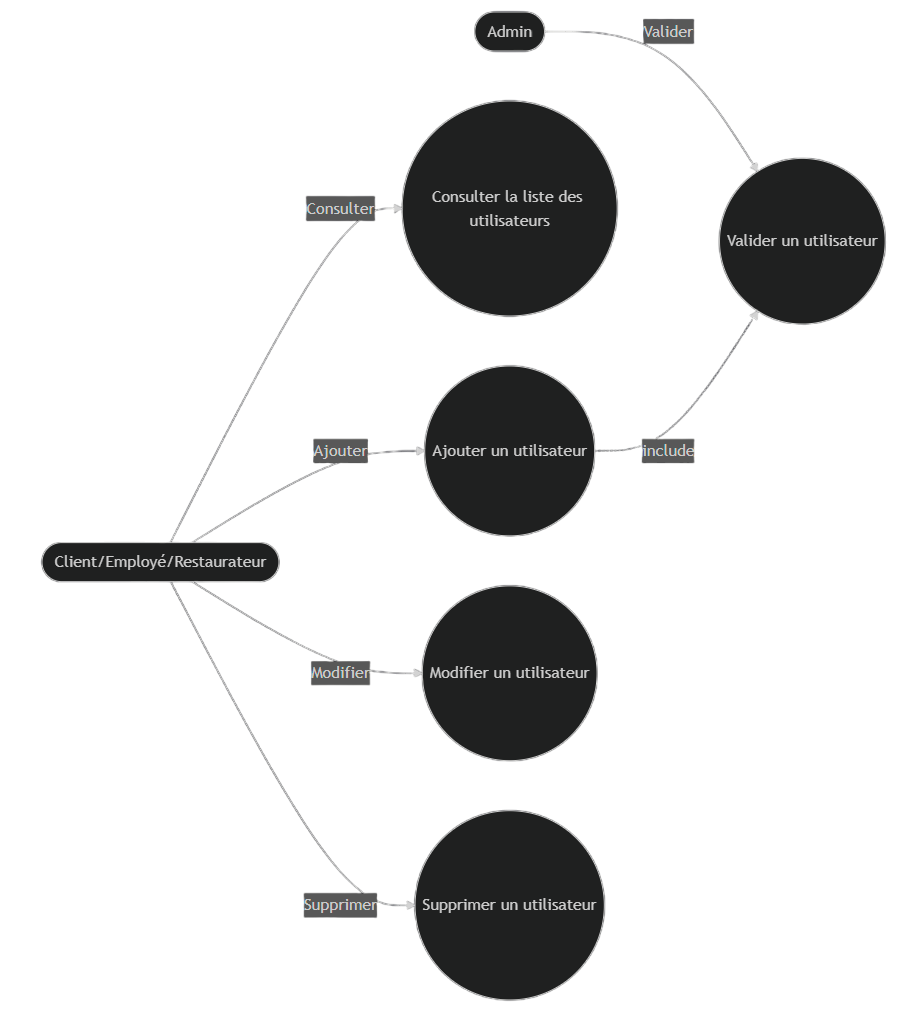 Admin
Valider
Consulter
Consulter la liste des
utilisateurs
Valider un utilisateur
Ajouter
Ajouter un utilisateur
include
Client/Employé/Restaurateur
Modifier
Modifier un utilisateur
Supprimer
Supprimer un utilisateur